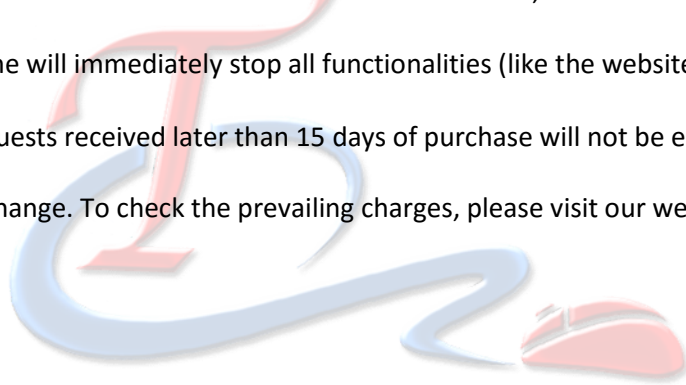 ne will immediately stop all functionalities (like the website
uests received later than 15 days of purchase will not be e
hange. To check the prevailing charges, please visit our we